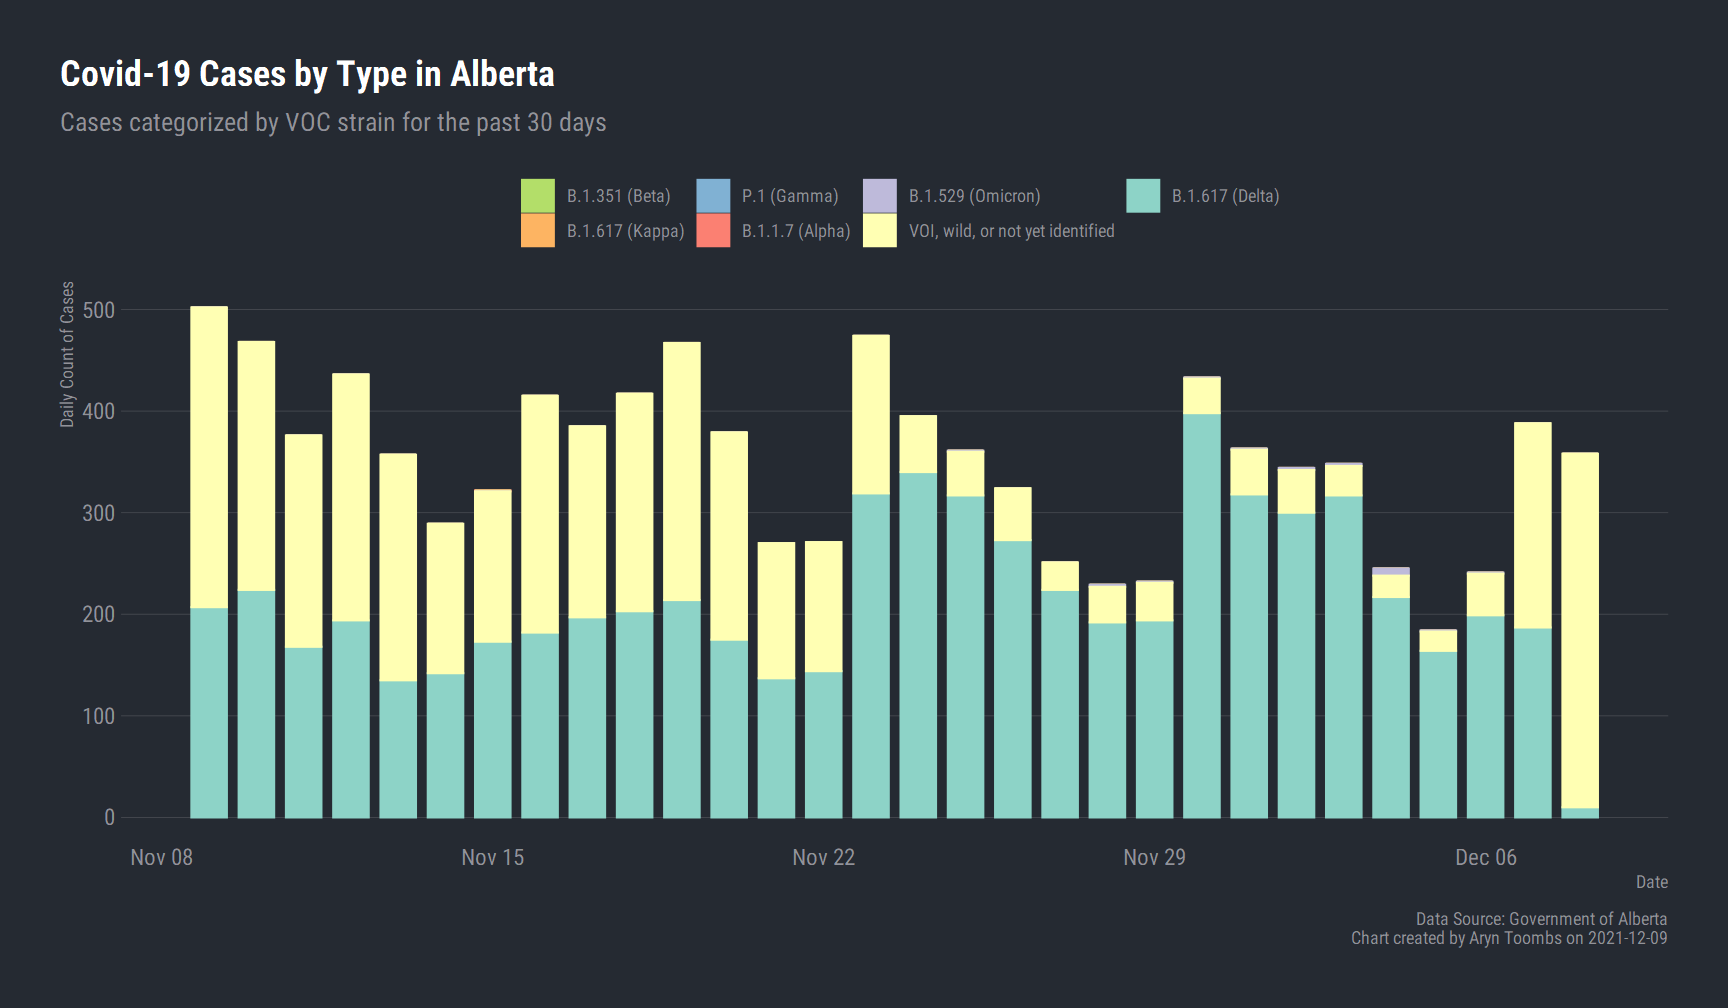 Covid-19 Cases by Type in Alberta
Cases categorized by VOC strain for the past 30 days
B.1.351 (Beta)
P.1 (Gamma)
B.1.529 (Omicron)
B.1.617 (Delta)
B.1.617 (Kappa)
B.1.1.7 (Alpha)
VOI, wild, or not yet identified
Daily Count of Cases
500
400
300
200
100
0
Nov 08
Nov 15
Nov 22
Nov 29
Dec 06
Date
Data Source: Government of Alberta
Chart created by Aryn Toombs on 2021-12-09